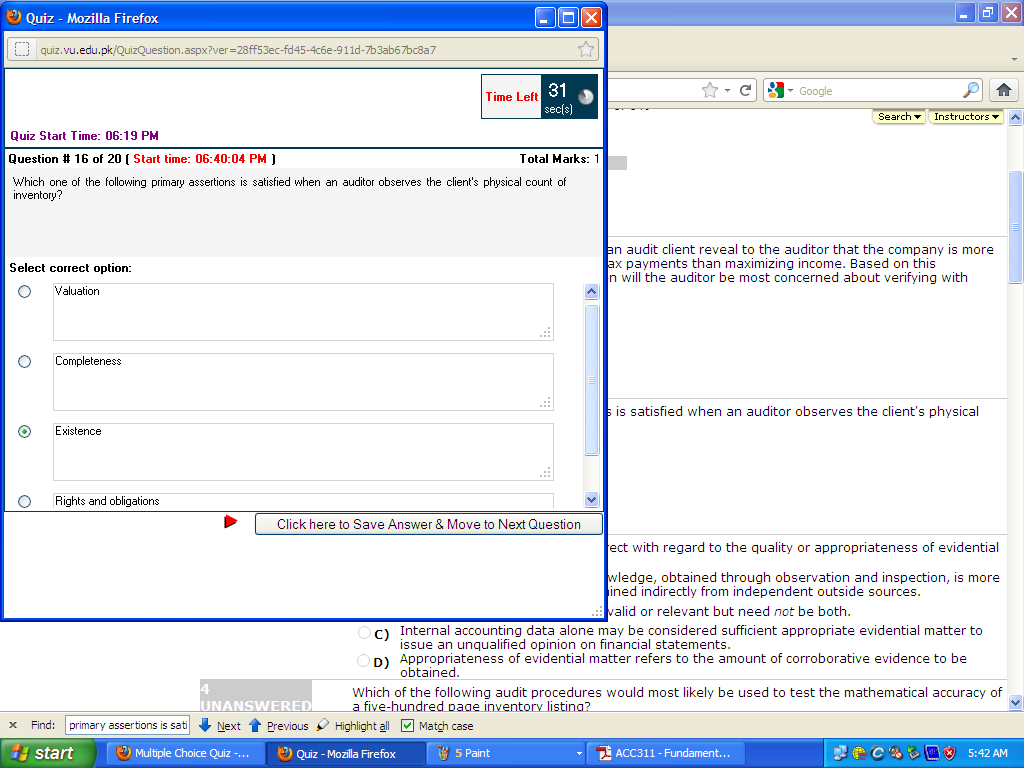 Quiz - Mozilla Firefox
quiz.vu.edu.pk/QuizQuestion.aspx?ver=28ff53ec-fd45-4c6e-911d-7b3ab67bc8a7
Time Left
31
sec(s)
Quiz Start Time: 06:19 PM
Question # 16 of 20 ( Start time: 06:40:04 PM )
Total Marks: 1
Which one of the following primary assertions is satisfied when an auditor observes the client's physical count of
inventory?
Select correct option:
Valuation
Completeness
Existence
Rights and obligations
Click here to Save Answer & Move to Next Question
Google
Search
Instructors
an audit client reveal to the auditor that the company is more
ax payments than maximizing income. Based on this
n will the auditor be most concerned about verifying with
s is satisfied when an auditor observes the client's physical
rect with regard to the quality or appropriateness of evidential
wledge, obtained through observation and inspection, is more
ained indirectly from independent outside sources.
valid or relevant but need not be both.
C) Internal accounting data alone may be considered sufficient appropriate evidential matter to
issue an unqualified opinion on financial statements.
D) Appropriateness of evidential matter refers to the amount of corroborative evidence to be
obtained.
4
UNANSWERED
Which of the following audit procedures would most likely be used to test the mathematical accuracy of
a five-hundred page inventory listing?
Find: primary assertions is sati Next Previous Highlight all Match case
start
Multiple Choice Quiz -...
Quiz - Mozilla Firefox
5 Paint
ACC311 - Fundament...
5:42 AM